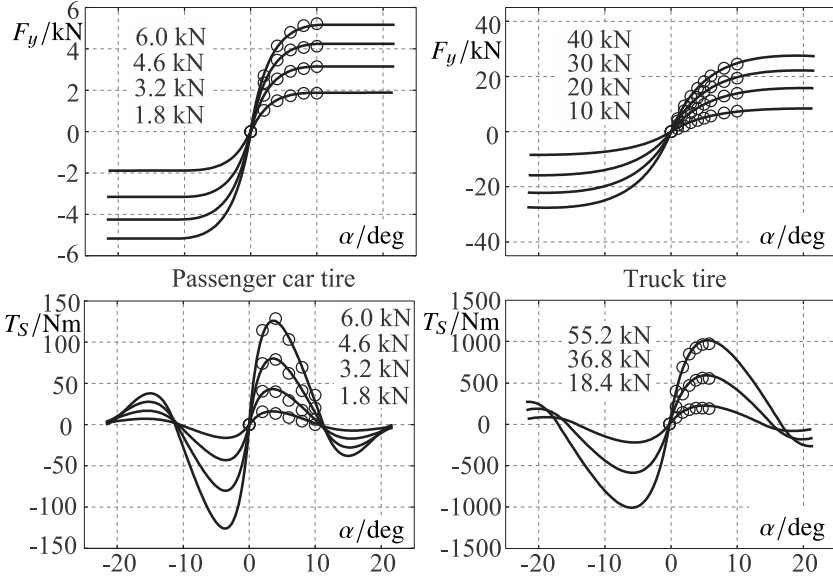 6
F_y/kN
4
2
0
-2
-4
-6
6.0 kN
4.6 kN
3.2 kN
1.8 kN
α/deg
40
F_y/kN
20
0
-20
-40
40 kN
30 kN
20 kN
10 kN
α/deg
Passenger car tire
Truck tire
150
T_S/Nm
100
50
0
-50
-100
-150
6.0 kN
4.6 kN
3.2 kN
1.8 kN
α/deg
-20 -10 0 10 20
1500
T_S/Nm
1000
500
0
-500
-1000
-1500
55.2 kN
36.8 kN
18.4 kN
α/deg
-20 -10 0 10 20